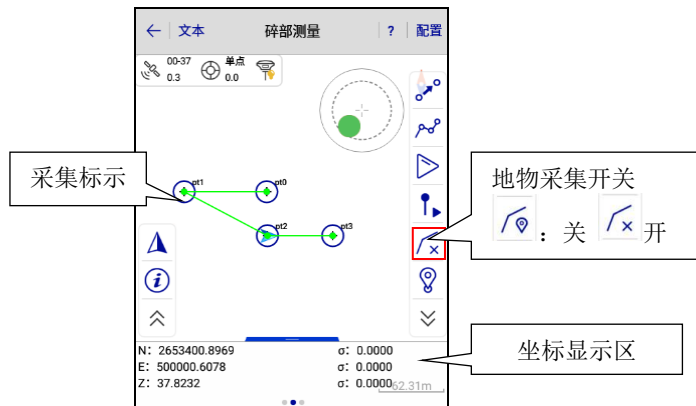 文本 碎部测量 ? 配置
00-37 单点
0.3 0.0
采集标示
pt1 pt0
pt2 pt3
地物采集开关
：关 开
N: 2653400.8969 σ: 0.0000
E: 500000.6078 σ: 0.0000
Z: 37.8232 σ: 0.0000
62.31m
坐标显示区